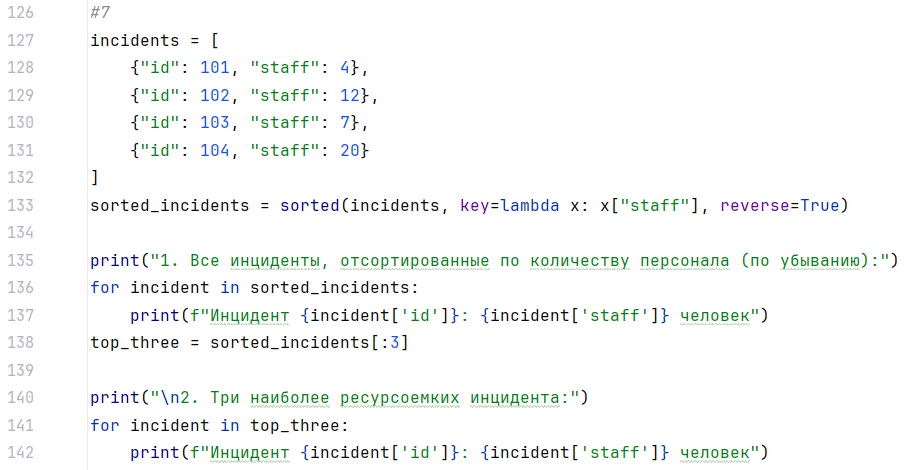 126 #7
127 incidents = [
128     {"id": 101, "staff": 4},
129     {"id": 102, "staff": 12},
130     {"id": 103, "staff": 7},
131     {"id": 104, "staff": 20}
132 ]
133 sorted_incidents = sorted(incidents, key=lambda x: x["staff"], reverse=True)
134
135 print("1. Все инциденты, отсортированные по количеству персонала (по убыванию):")
136 for incident in sorted_incidents:
137     print(f"Инцидент {incident['id']}: {incident['staff']} человек")
138 top_three = sorted_incidents[:3]
139
140 print("\n2. Три наиболее ресурсоемких инцидента:")
141 for incident in top_three:
142     print(f"Инцидент {incident['id']}: {incident['staff']} человек")